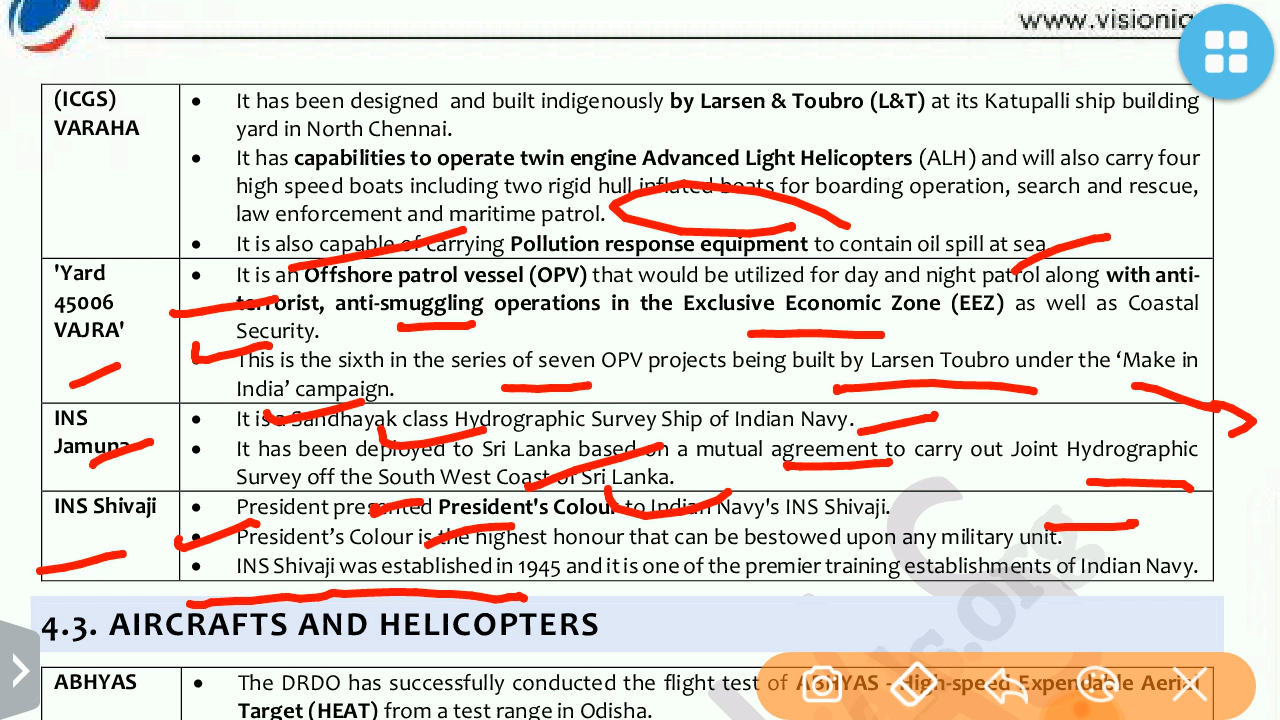 www.visionia
(ICGS)
VARAHA
• It has been designed and built indigenously by Larsen & Toubro (L&T) at its Katupalli ship building
yard in North Chennai.
• It has capabilities to operate twin engine Advanced Light Helicopters (ALH) and will also carry four
high speed boats including two rigid hull inflated boats for boarding operation, search and rescue,
law enforcement and maritime patrol.
• It is also capable of carrying Pollution response equipment to contain oil spill at sea
'Yard
45006
VAJRA'
• It is an Offshore patrol vessel (OPV) that would be utilized for day and night patrol along with anti-
terrorist, anti-smuggling operations in the Exclusive Economic Zone (EEZ) as well as Coastal
Security.
This is the sixth in the series of seven OPV projects being built by Larsen Toubro under the ‘Make in
India’ campaign.
INS
Jamuna
• It is a Sandhayak class Hydrographic Survey Ship of Indian Navy.
• It has been deployed to Sri Lanka based on a mutual agreement to carry out Joint Hydrographic
Survey off the South West Coast of Sri Lanka.
INS Shivaji
• President presented President's Colour to Indian Navy's INS Shivaji.
• President’s Colour is the highest honour that can be bestowed upon any military unit.
• INS Shivaji was established in 1945 and it is one of the premier training establishments of Indian Navy.
4.3. AIRCRAFTS AND HELICOPTERS
ABHYAS
• The DRDO has successfully conducted the flight test of ABHYAS - High-speed Expendable Aerial
Target (HEAT) from a test range in Odisha.